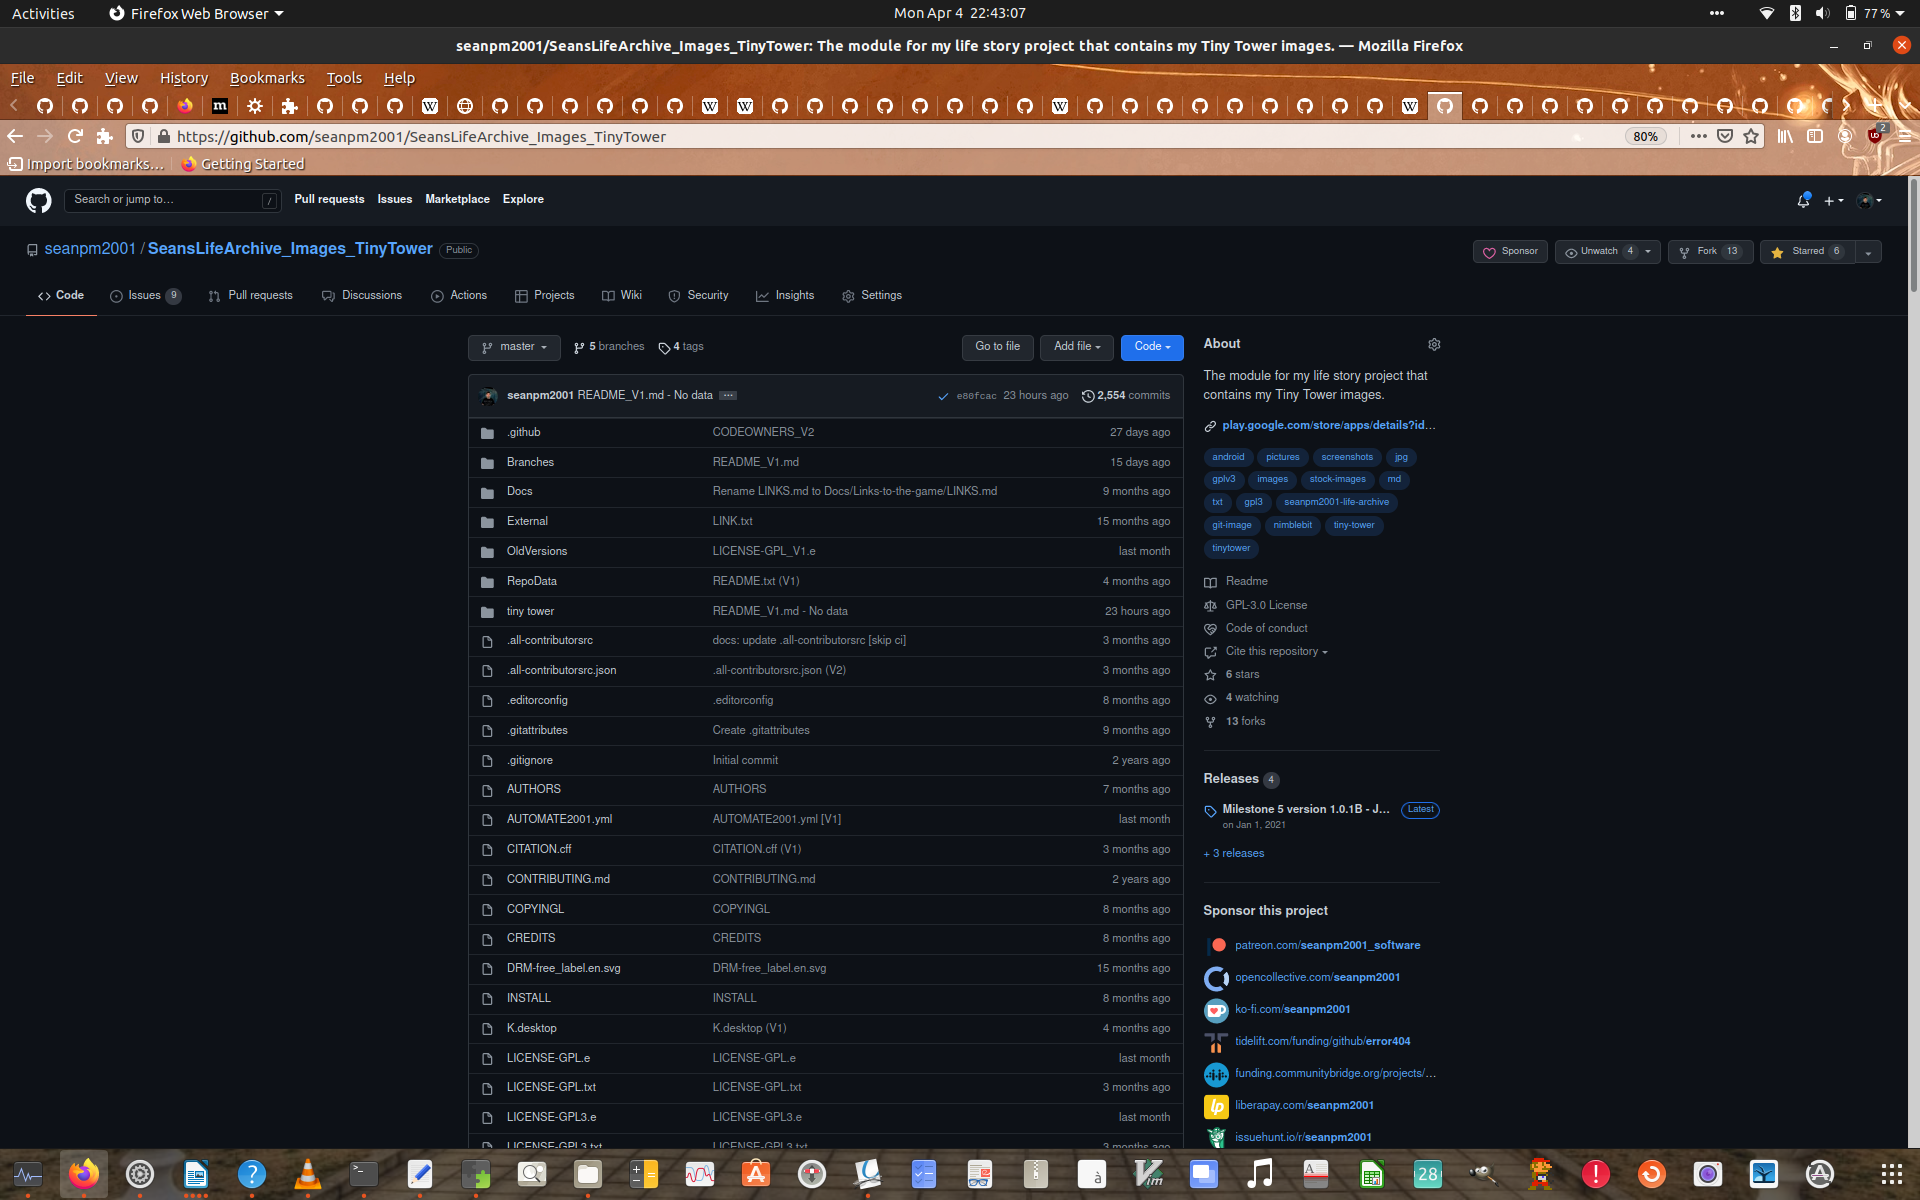 Activities Firefox Web Browser Mon Apr 4 22:43:07 77 %
seanpm2001/SeansLifeArchive_Images_TinyTower: The module for my life story project that contains my Tiny Tower images. — Mozilla Firefox
File Edit View History Bookmarks Tools Help
https://github.com/seanpm2001/SeansLifeArchive_Images_TinyTower 80% 2
Import bookmarks… Getting Started
Search or jump to… / Pull requests Issues Marketplace Explore
seanpm2001 / SeansLifeArchive_Images_TinyTower Public Sponsor Unwatch 4 Fork 13 Starred 6
Code Issues 9 Pull requests Discussions Actions Projects Wiki Security Insights Settings
master 5 branches 4 tags Go to file Add file Code
seanpm2001 README_V1.md - No data ... e80fcac 23 hours ago 2,554 commits
.github CODEOWNERS_V2 27 days ago
Branches README_V1.md 15 days ago
Docs Rename LINKS.md to Docs/Links-to-the-game/LINKS.md 9 months ago
External LINK.txt 15 months ago
OldVersions LICENSE-GPL_V1.e last month
RepoData README.txt (V1) 4 months ago
tiny tower README_V1.md - No data 23 hours ago
.all-contributorsrc docs: update .all-contributorsrc [skip ci] 3 months ago
.all-contributorsrc.json .all-contributorsrc.json (V2) 3 months ago
.editorconfig .editorconfig 8 months ago
.gitattributes Create .gitattributes 9 months ago
.gitignore Initial commit 2 years ago
AUTHORS AUTHORS 7 months ago
AUTOMATE2001.yml AUTOMATE2001.yml [V1] last month
CITATION.cff CITATION.cff (V1) 3 months ago
CONTRIBUTING.md CONTRIBUTING.md 2 years ago
COPYINGL COPYINGL 8 months ago
CREDITS CREDITS 8 months ago
DRM-free_label.en.svg DRM-free_label.en.svg 15 months ago
INSTALL INSTALL 8 months ago
K.desktop K.desktop (V1) 4 months ago
LICENSE-GPL.e LICENSE-GPL.e last month
LICENSE-GPL.txt LICENSE-GPL.txt 3 months ago
LICENSE-GPL3.e LICENSE-GPL3.e last month
LICENSE-GPL3.txt LICENSE-GPL3.txt 3 months ago
About
The module for my life story project that
contains my Tiny Tower images.
play.google.com/store/apps/details?id…
android pictures screenshots jpg
gplv3 images stock-images md
txt gpl3 seanpm2001-life-archive
git-image nimblebit tiny-tower
tinytower
Readme
GPL-3.0 License
Code of conduct
Cite this repository
6 stars
4 watching
13 forks
Releases 4
Milestone 5 version 1.0.1B - J… Latest
on Jan 1, 2021
+ 3 releases
Sponsor this project
patreon.com/seanpm2001_software
opencollective.com/seanpm2001
ko-fi.com/seanpm2001
tidelift.com/funding/github/error404
funding.communitybridge.org/projects/…
liberapay.com/seanpm2001
issuehunt.io/r/seanpm2001
28